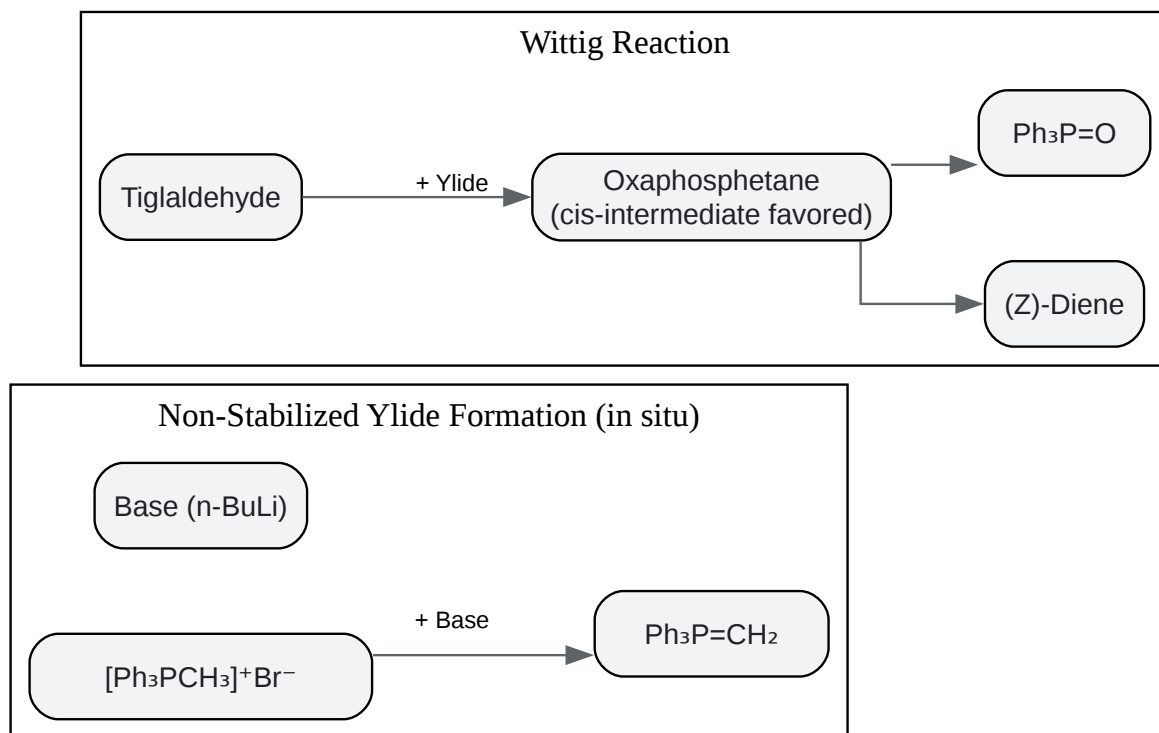 Wittig Reaction
Ph₃P=O
Tiglaldehyde
+ Ylide
Oxaphosphetane
(cis-intermediate favored)
(Z)-Diene
Non-Stabilized Ylide Formation (in situ)
Base (n-BuLi)
+ Base
Ph₃P=CH₂
[Ph₃PCH₃]⁺Br⁻